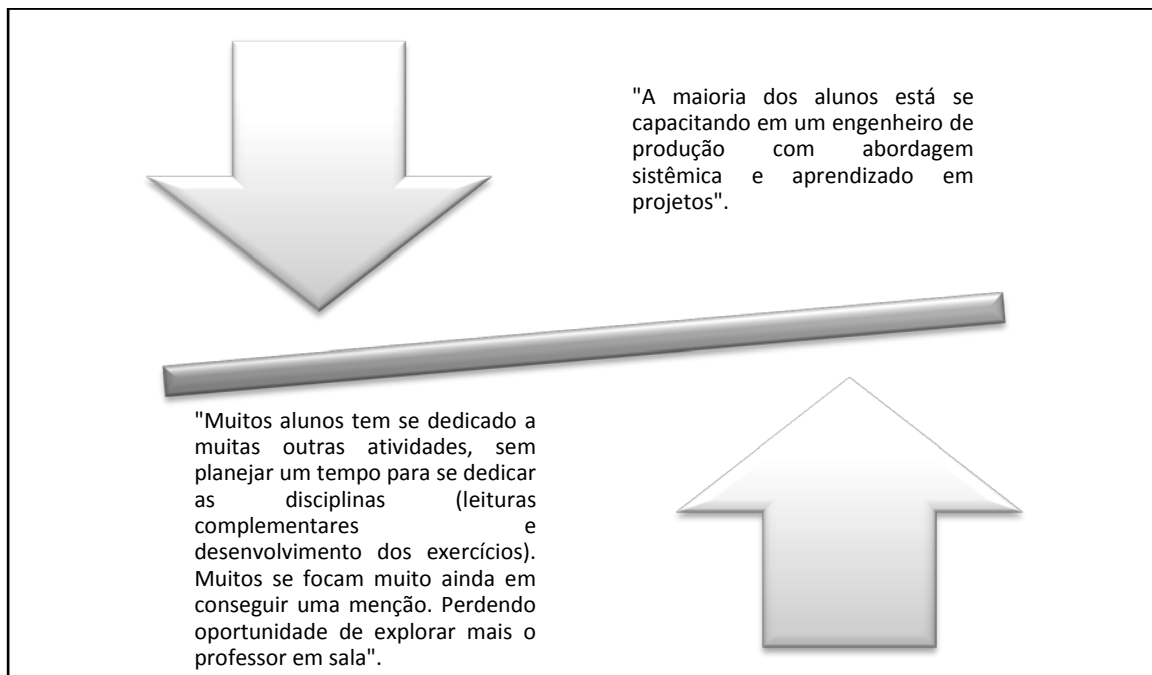 "A maioria dos alunos está se
capacitando em um engenheiro de
produção com abordagem
sistêmica e aprendizado em
projetos".
"Muitos alunos tem se dedicado a
muitas outras atividades, sem
planejar um tempo para se dedicar
as disciplinas (leituras
complementares e
desenvolvimento dos exercícios).
Muitos se focam muito ainda em
conseguir uma menção. Perdendo
oportunidade de explorar mais o
professor em sala".